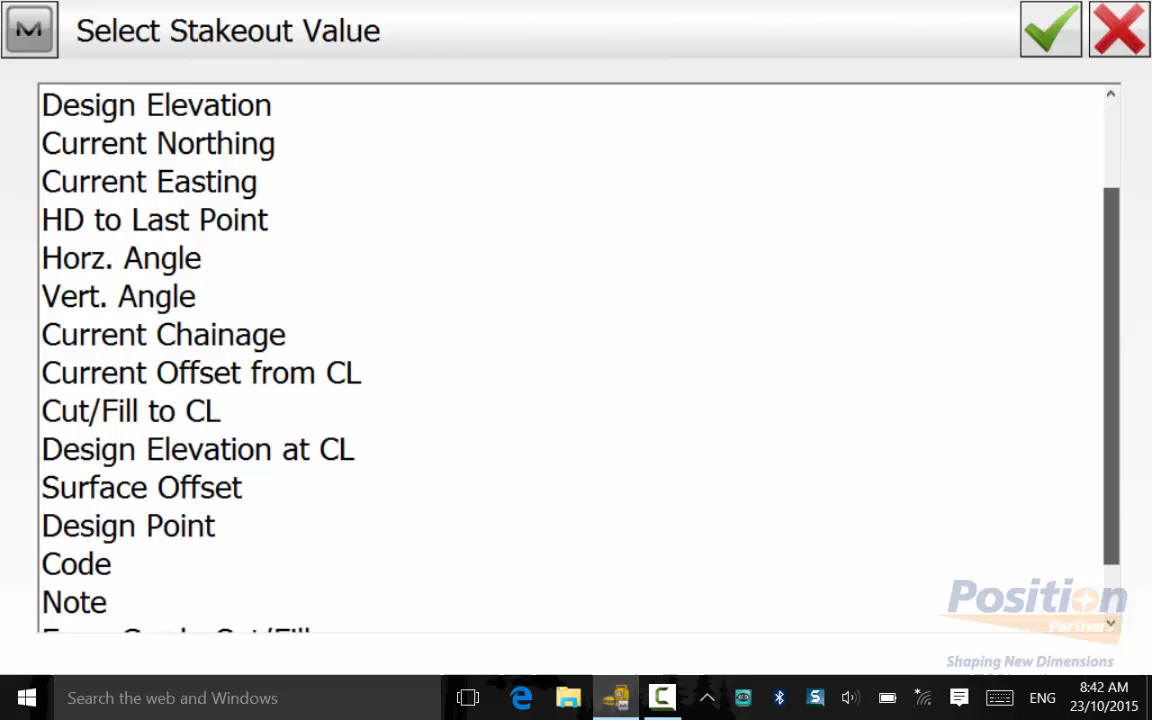 Select Stakeout Value
Design Elevation
Current Northing
Current Easting
HD to Last Point
Horz. Angle
Vert. Angle
Current Chainage
Current Offset from CL
Cut/Fill to CL
Design Elevation at CL
Surface Offset
Design Point
Code
Note
Position
Partners
Shaping New Dimensions
Search the web and Windows
ENG
8:42 AM
23/10/2015